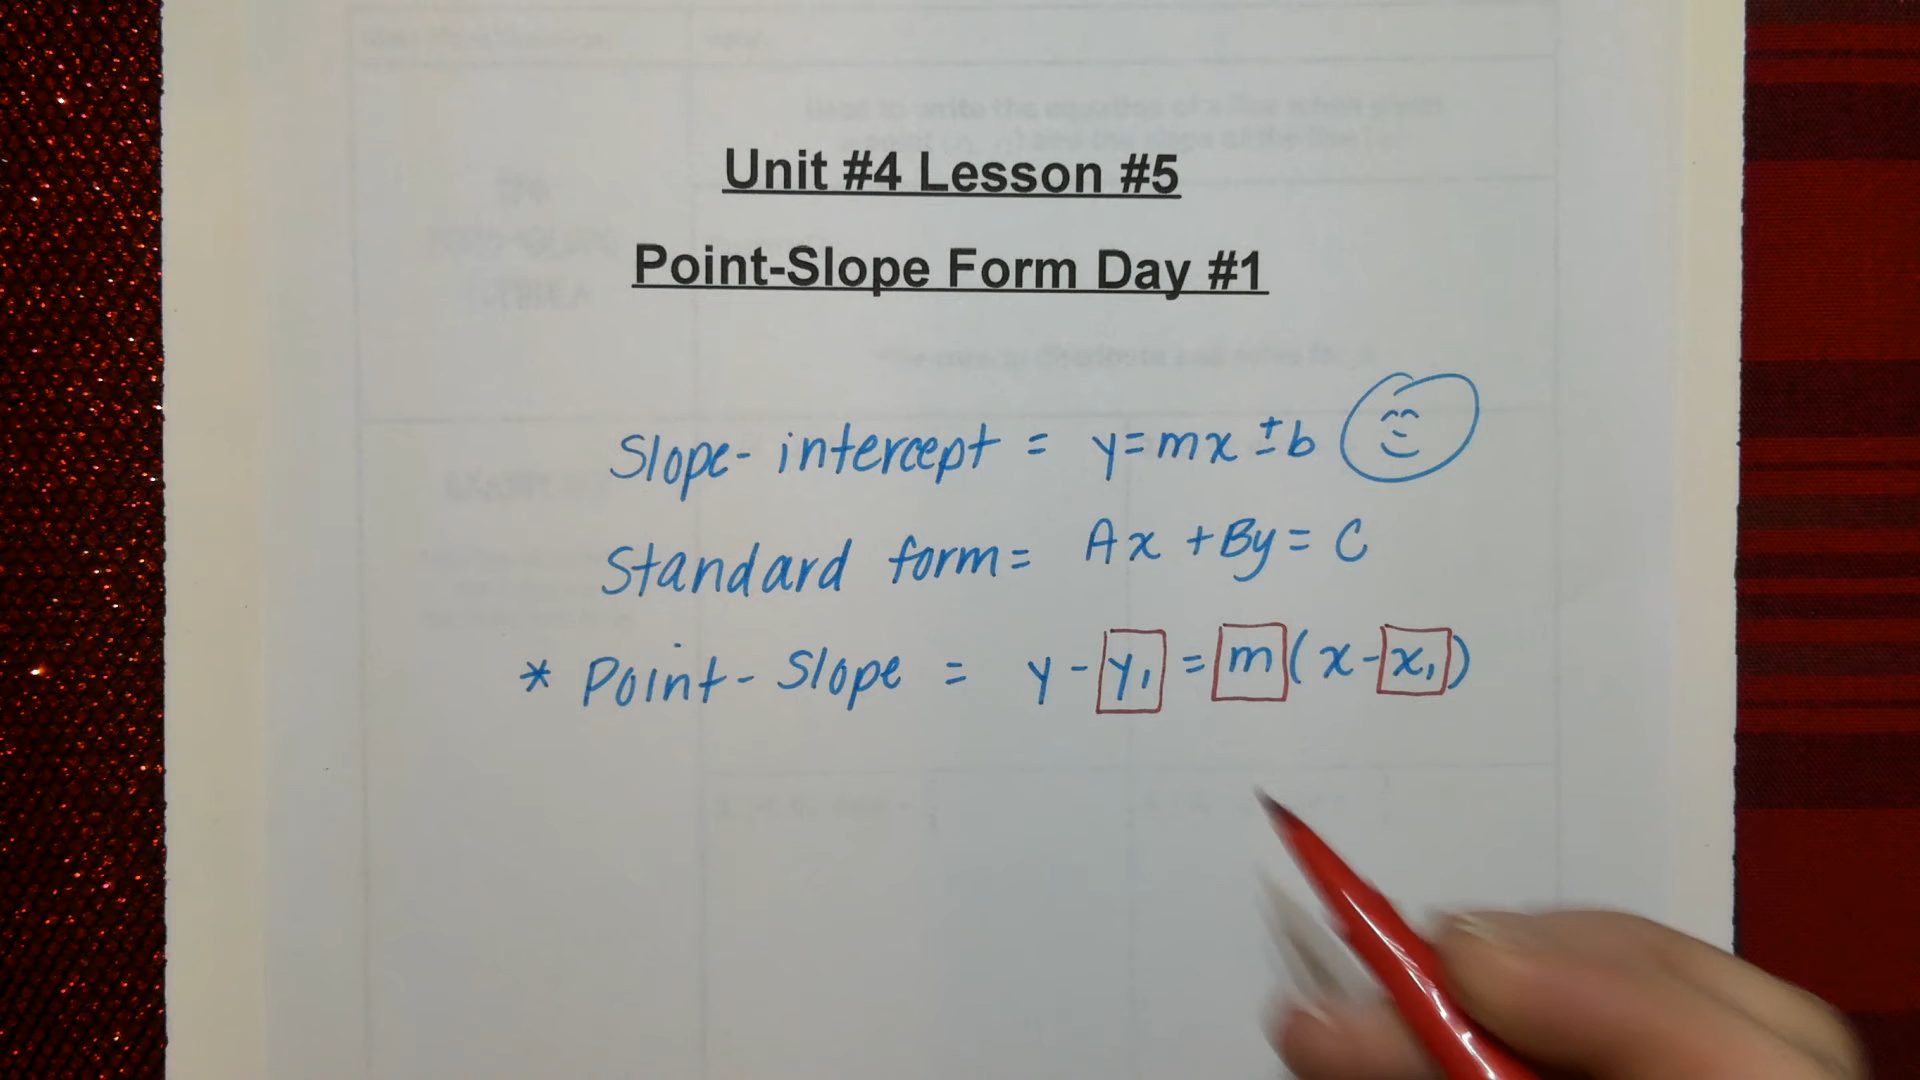 Unit #4 Lesson #5
Point-Slope Form Day #1
Slope-intercept = y=mx ± b
Standard form = Ax + By = C
* Point-Slope = y - y₁ = m(x - x₁)